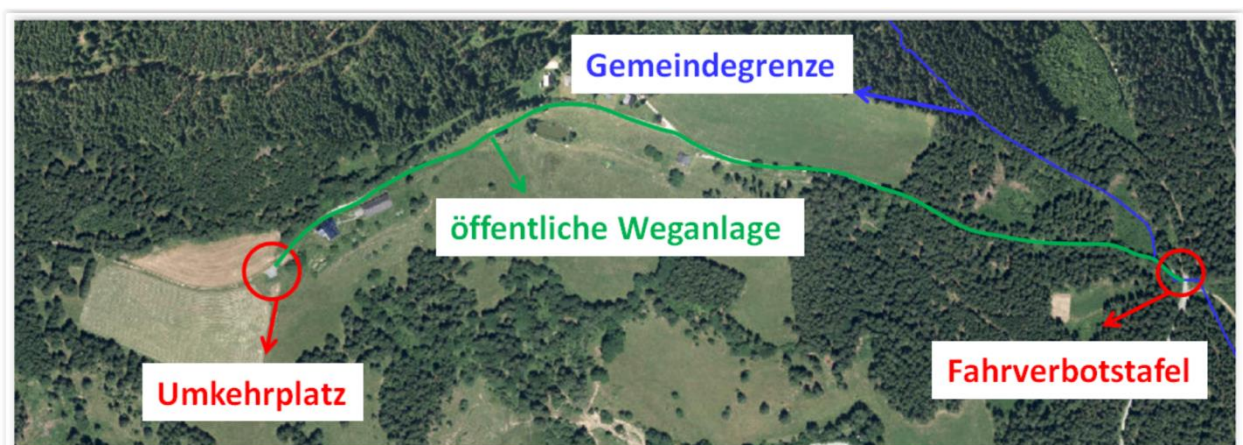 Gemeindegrenze
öffentliche Weganlage
Umkehrplatz
Fahrverbotstafel